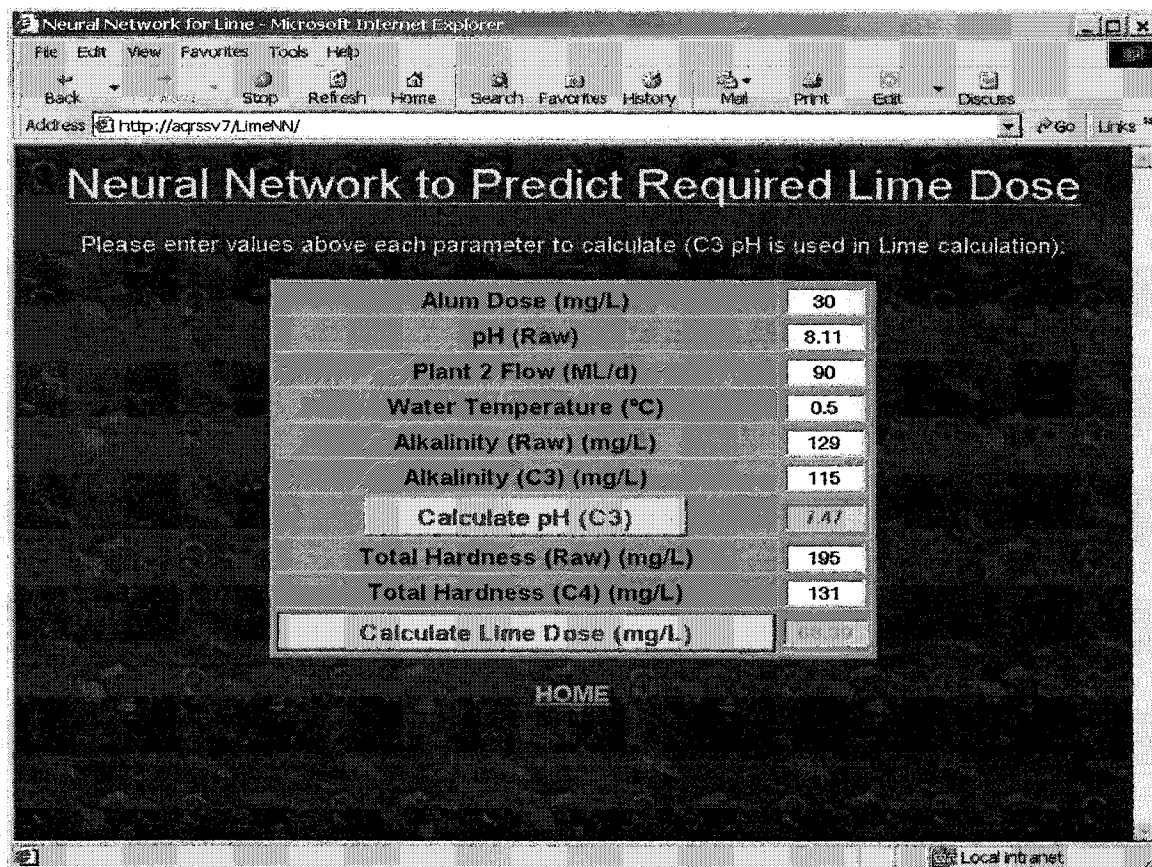 Neural Network for Lime - Microsoft Internet Explorer
File Edit View Favorites Tools Help
Back Stop Refresh Home Search Favorites History Mail Print Edit Discuss
Address http://aqrssv7/LimeNN/ Go Links
Neural Network to Predict Required Lime Dose
Please enter values above each parameter to calculate (C3 pH is used in Lime calculation):
Alum Dose (mg/L) 30
pH (Raw) 8.11
Plant 2 Flow (ML/d) 90
Water Temperature (°C) 0.5
Alkalinity (Raw) (mg/L) 129
Alkalinity (C3) (mg/L) 115
Calculate pH (C3) 7.47
Total Hardness (Raw) (mg/L) 195
Total Hardness (C4) (mg/L) 131
Calculate Lime Dose (mg/L)
HOME
Local intranet